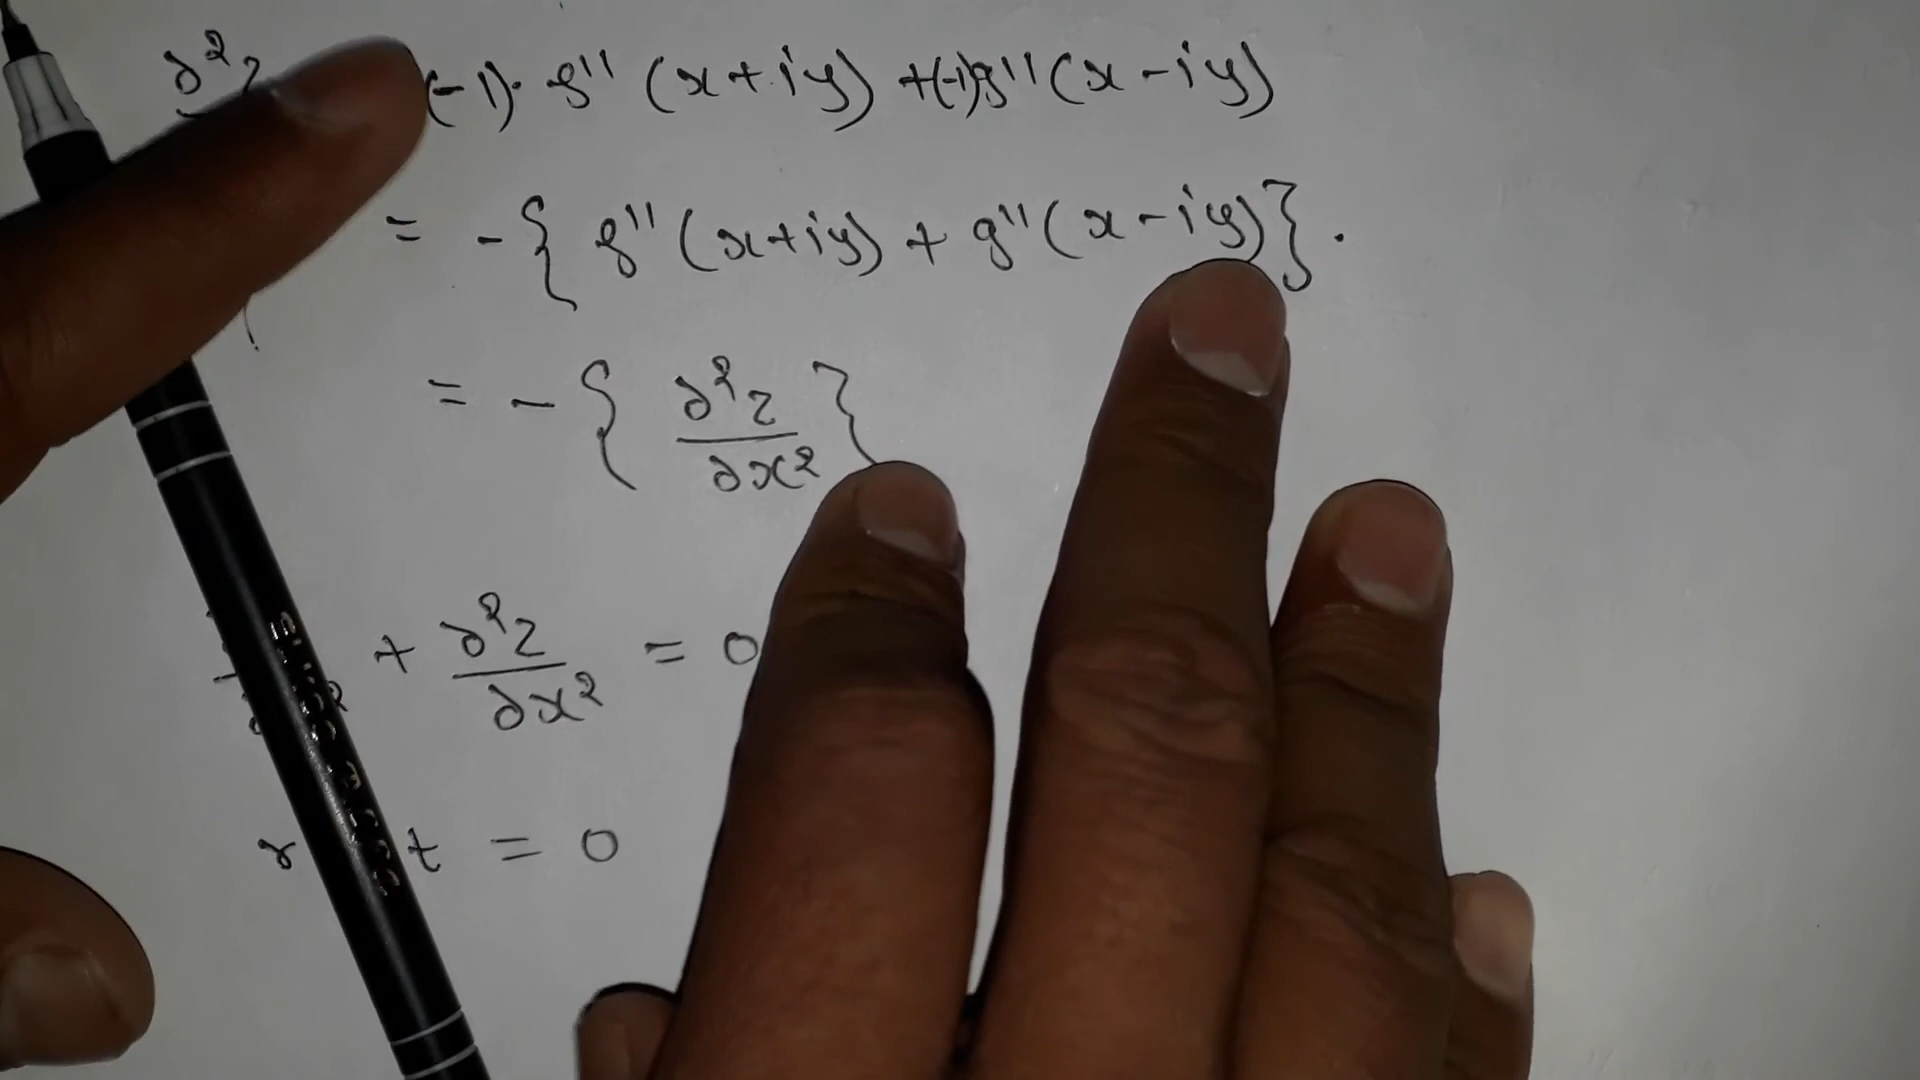 ∂²z (-1)· f''(x+iy) +(-1)g''(x-iy)
= -{ f''(x+iy) + g''(x-iy)}.
= -{ ∂²z/∂x² }
+ ∂²z/∂x² = 0
r t = 0